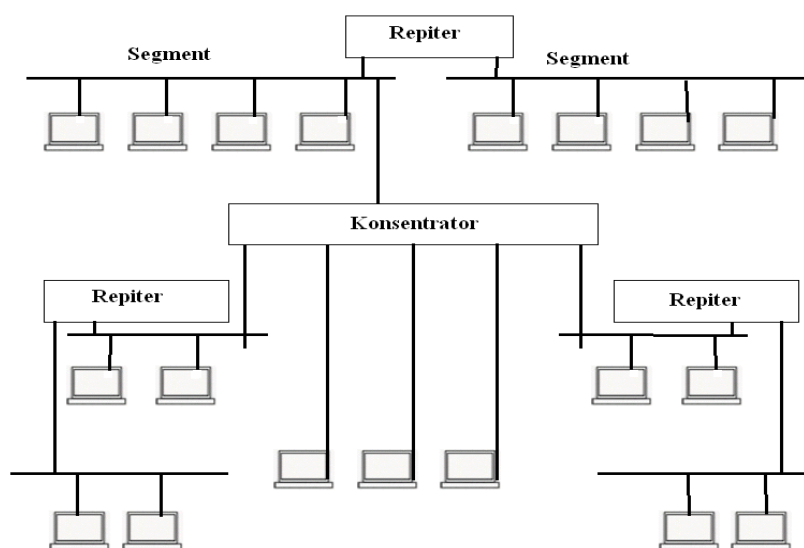 Repiter
Segment
Segment
Konsentrator
Repiter
Repiter